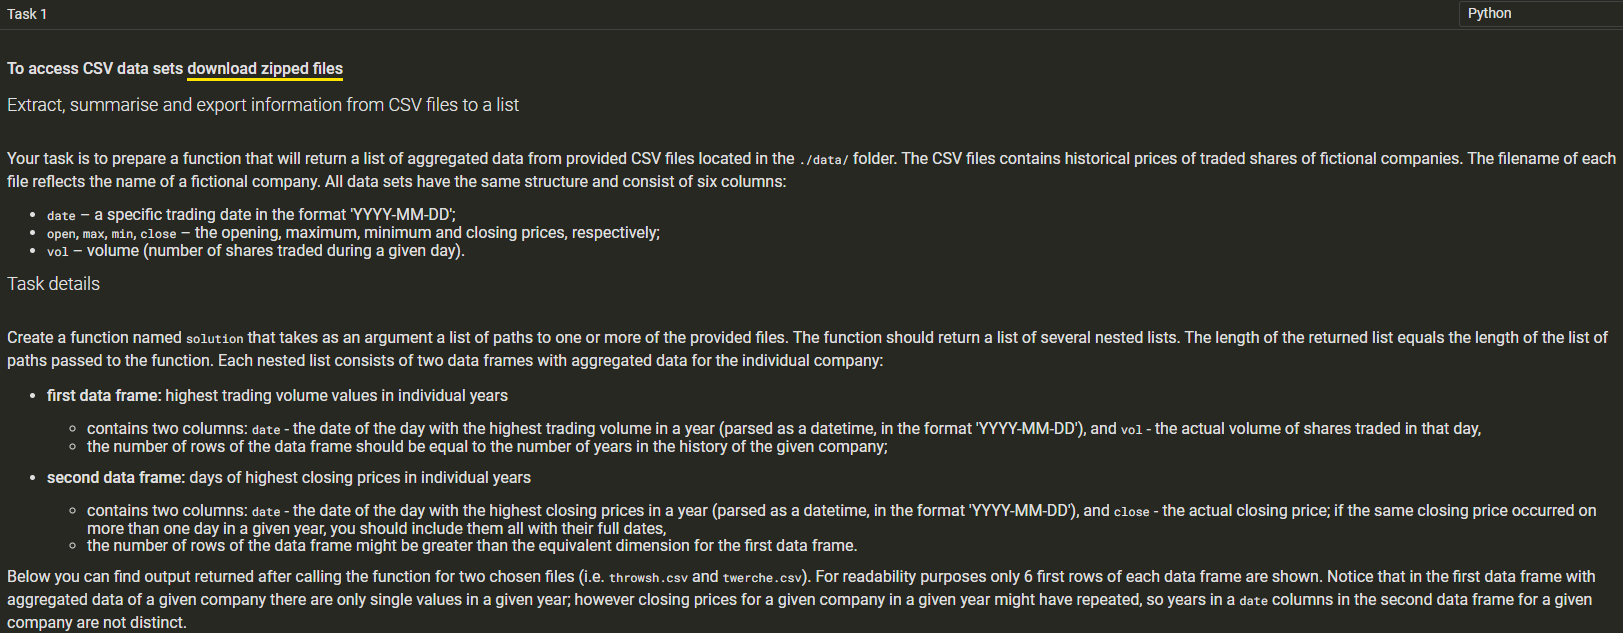 Task 1
Python
To access CSV data sets download zipped files
Extract, summarise and export information from CSV files to a list
Your task is to prepare a function that will return a list of aggregated data from provided CSV files located in the ./data/ folder. The CSV files contains historical prices of traded shares of fictional companies. The filename of each
file reflects the name of a fictional company. All data sets have the same structure and consist of six columns:
• date – a specific trading date in the format 'YYYY-MM-DD';
• open, max, min, close – the opening, maximum, minimum and closing prices, respectively;
• vol – volume (number of shares traded during a given day).
Task details
Create a function named solution that takes as an argument a list of paths to one or more of the provided files. The function should return a list of several nested lists. The length of the returned list equals the length of the list of
paths passed to the function. Each nested list consists of two data frames with aggregated data for the individual company:
• first data frame: highest trading volume values in individual years
◦ contains two columns: date - the date of the day with the highest trading volume in a year (parsed as a datetime, in the format 'YYYY-MM-DD'), and vol - the actual volume of shares traded in that day,
◦ the number of rows of the data frame should be equal to the number of years in the history of the given company;
• second data frame: days of highest closing prices in individual years
◦ contains two columns: date - the date of the day with the highest closing prices in a year (parsed as a datetime, in the format 'YYYY-MM-DD'), and close - the actual closing price; if the same closing price occurred on
more than one day in a given year, you should include them all with their full dates,
◦ the number of rows of the data frame might be greater than the equivalent dimension for the first data frame.
Below you can find output returned after calling the function for two chosen files (i.e. throwsh.csv and twerche.csv). For readability purposes only 6 first rows of each data frame are shown. Notice that in the first data frame with
aggregated data of a given company there are only single values in a given year; however closing prices for a given company in a given year might have repeated, so years in a date columns in the second data frame for a given
company are not distinct.